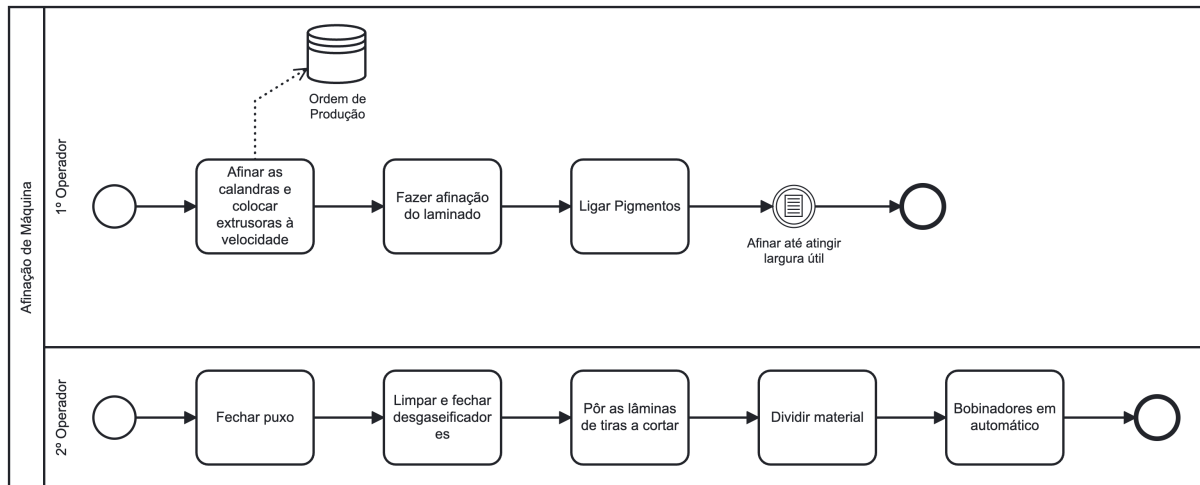 Afinação de Máquina
1º Operador
Ordem de
Produção
Afinar as
calandras e
colocar
extrusoras à
velocidade
Fazer afinação
do laminado
Ligar Pigmentos
Afinar até atingir
largura útil
2º Operador
Fechar puxo
Limpar e fechar
desgaseificador
es
Pôr as lâminas
de tiras a cortar
Dividir material
Bobinadores em
automático